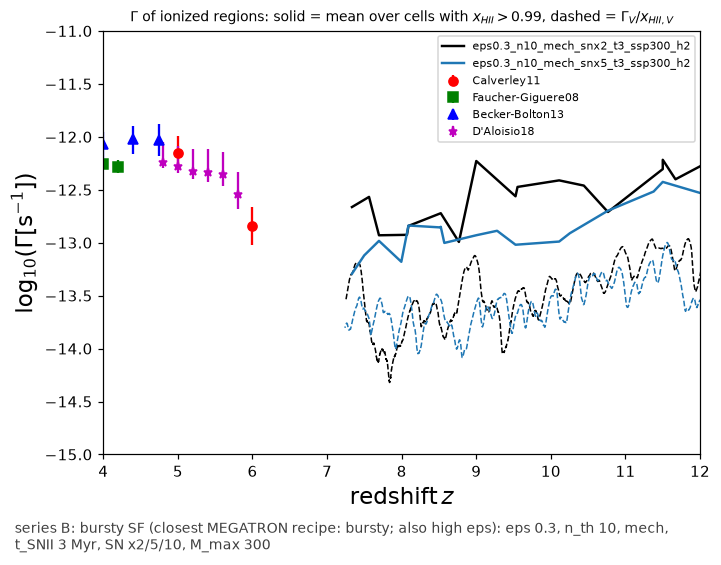 Γ of ionized regions: solid = mean over cells with x_{HII} > 0.99, dashed = Γ_V/x_{HII,V}
−11.0
−11.5
−12.0
−12.5
−13.0
−13.5
−14.0
−14.5
−15.0
log₁₀(Γ[s⁻¹])
eps0.3_n10_mech_snx2_t3_ssp300_h2
eps0.3_n10_mech_snx5_t3_ssp300_h2
Calverley11
Faucher-Giguere08
Becker-Bolton13
D'Aloisio18
4 5 6 7 8 9 10 11 12
redshift z
series B: bursty SF (closest MEGATRON recipe: bursty; also high eps): eps 0.3, n_th 10, mech,
t_SNII 3 Myr, SN x2/5/10, M_max 300